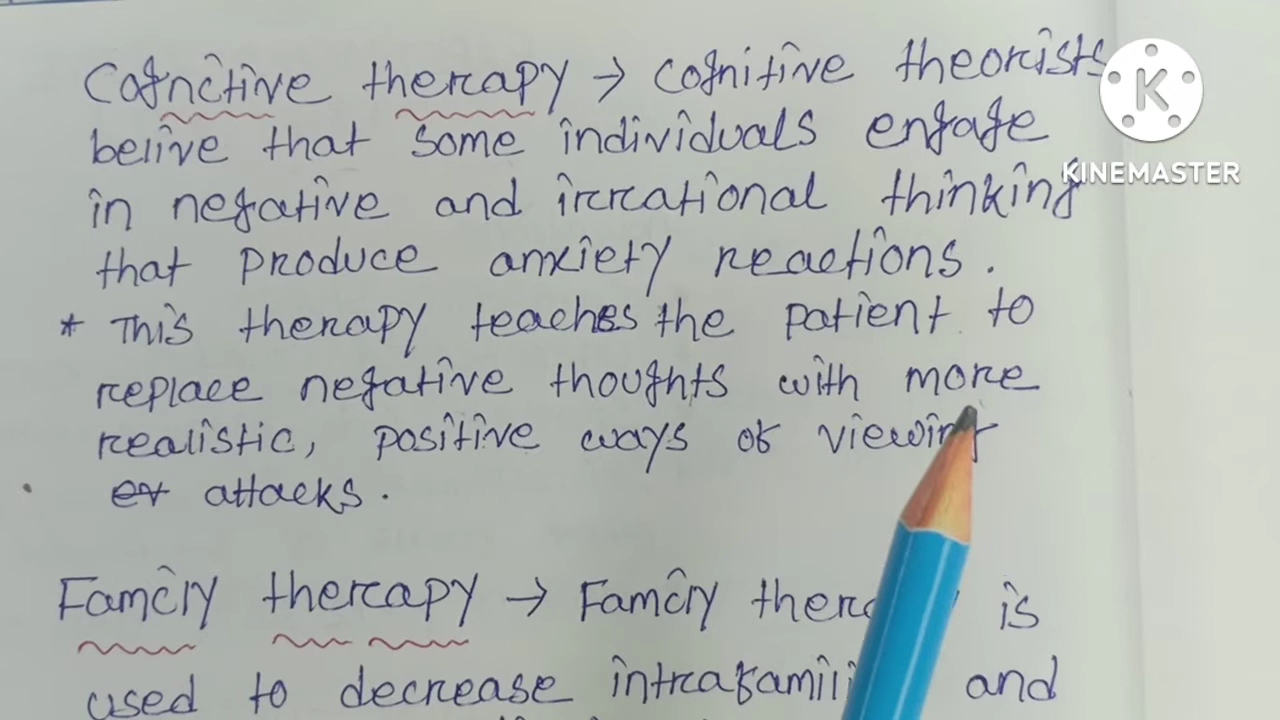 Cognitive therapy → cognitive theorists
belive that some individuals engage
in negative and irrational thinking
that produce anxiety reactions.
* This therapy teaches the patient to
replace negative thoughts with more
realistic, positive ways of viewing
attacks.
Family therapy → Family is
used to decrease and
K
KINEMASTER